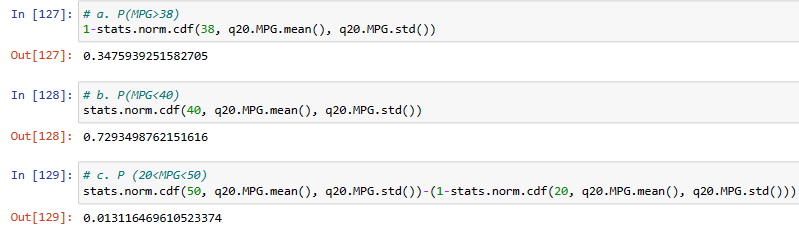 In [127]: # a. P(MPG>38)
1-stats.norm.cdf(38, q20.MPG.mean(), q20.MPG.std())
Out[127]: 0.3475939251582705
In [128]: # b. P(MPG<40)
stats.norm.cdf(40, q20.MPG.mean(), q20.MPG.std())
Out[128]: 0.7293498762151616
In [129]: # c. P (20<MPG<50)
stats.norm.cdf(50, q20.MPG.mean(), q20.MPG.std())-(1-stats.norm.cdf(20, q20.MPG.mean(), q20.MPG.std()))
Out[129]: 0.013116469610523374